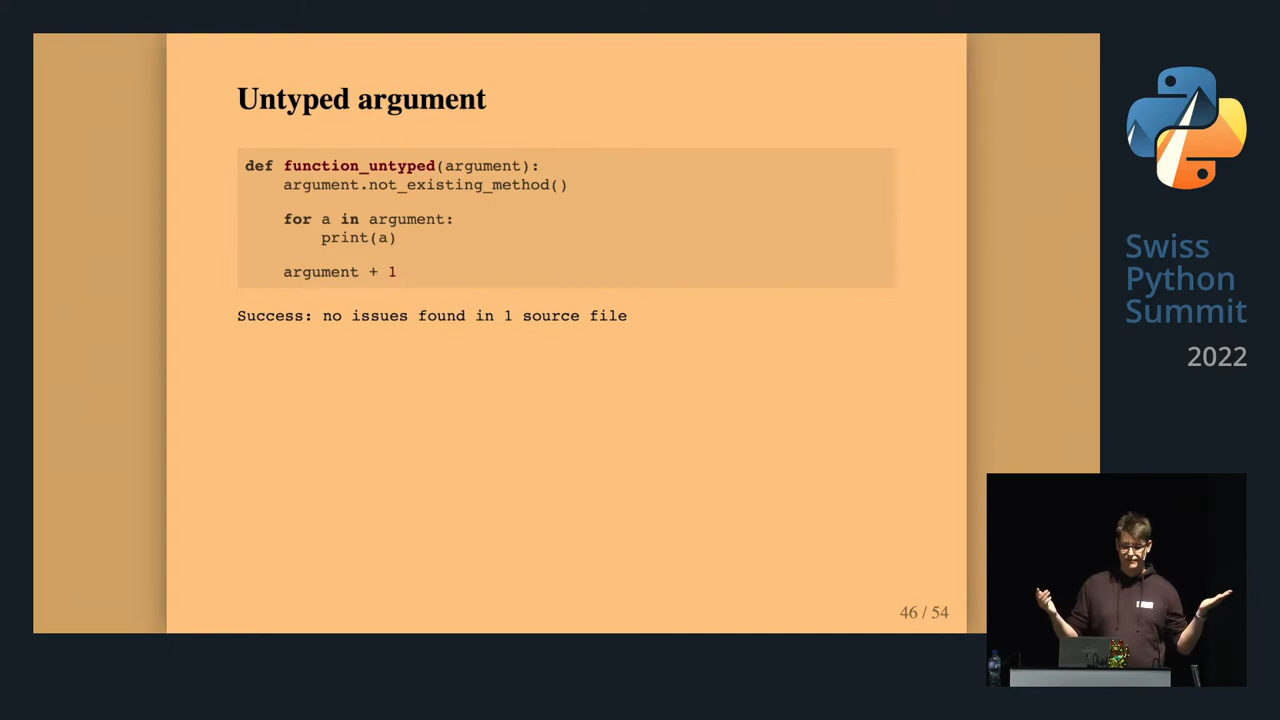 Untyped argument
def function_untyped(argument):
    argument.not_existing_method()
    for a in argument:
        print(a)
    argument + 1
Success: no issues found in 1 source file
46 / 54
Swiss
Python
Summit
2022